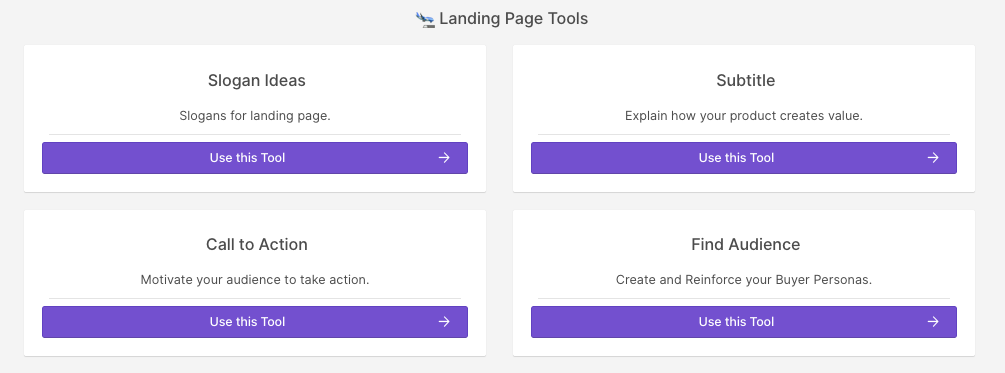 Landing Page Tools
Slogan Ideas
Slogans for landing page.
Use this Tool
Subtitle
Explain how your product creates value.
Use this Tool
Call to Action
Motivate your audience to take action.
Use this Tool
Find Audience
Create and Reinforce your Buyer Personas.
Use this Tool